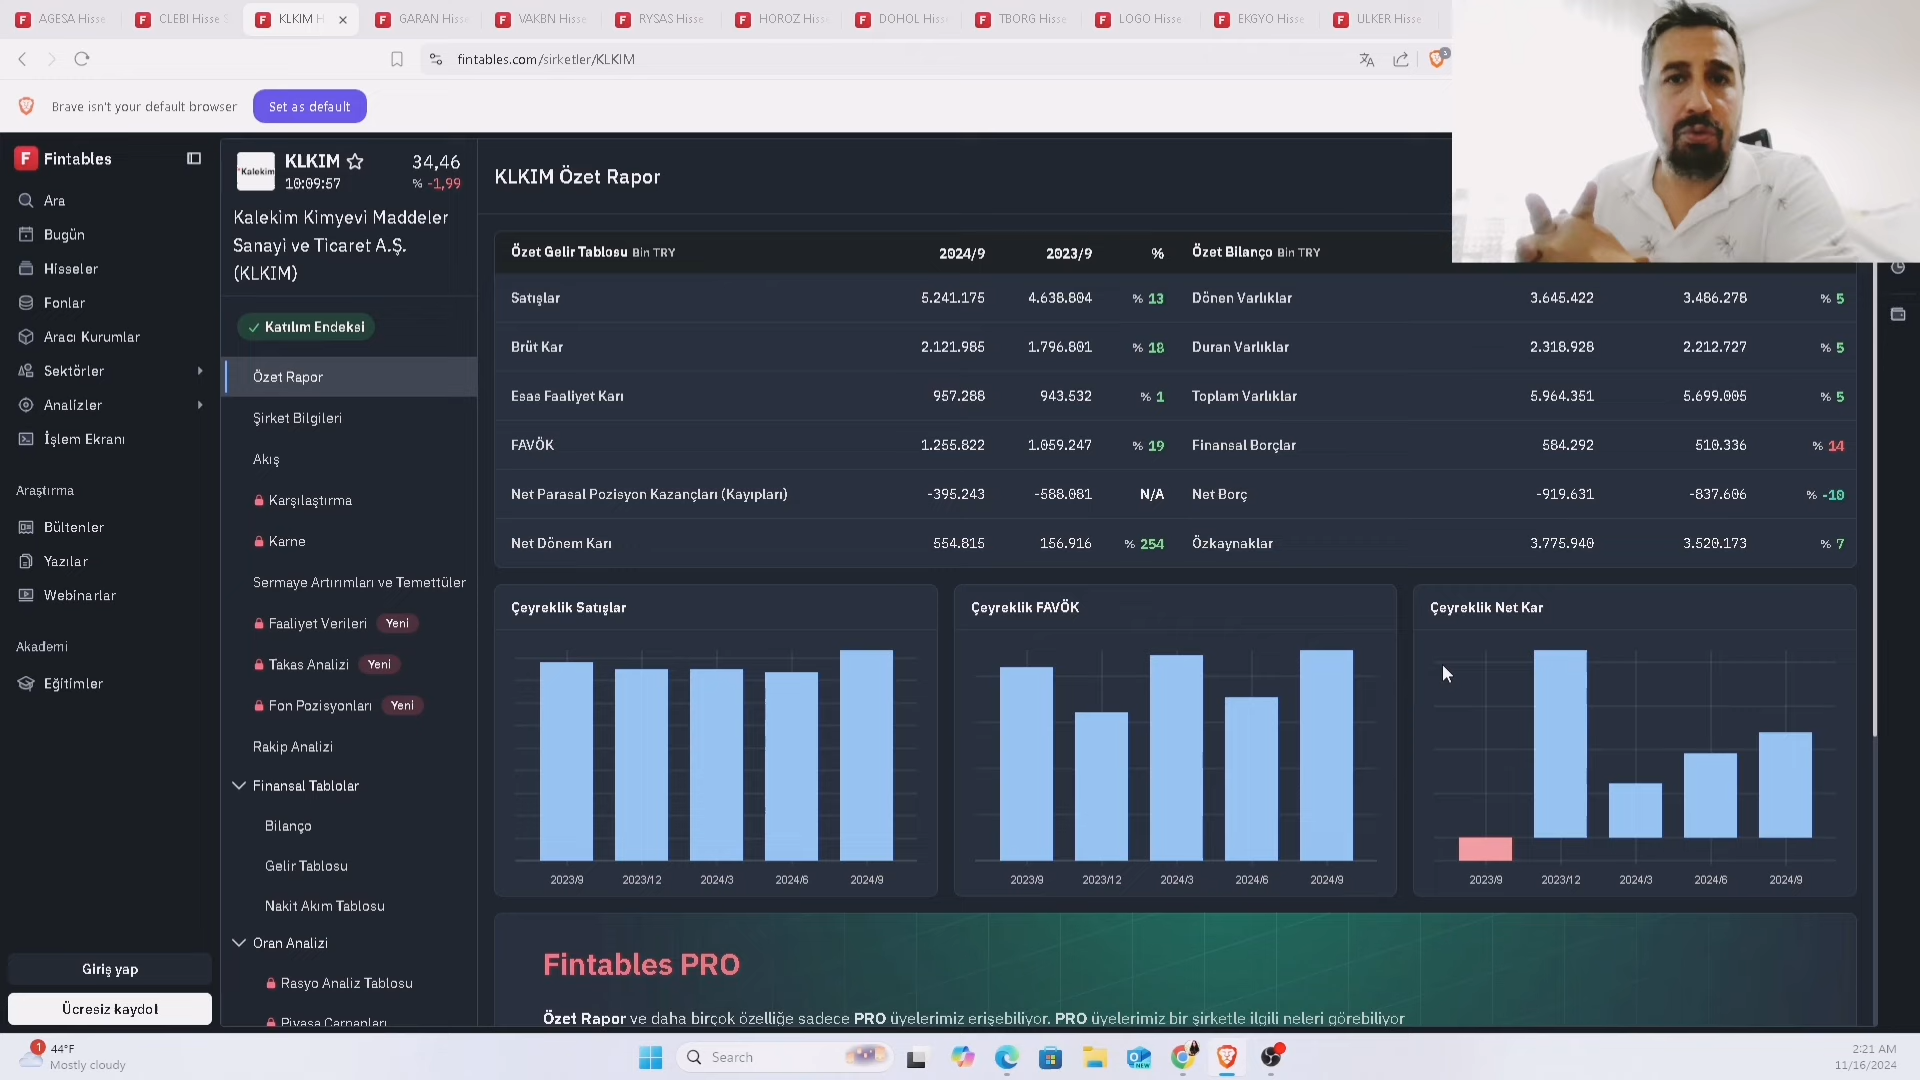 AGESA Hisse
CLEBI Hisse S
KLKIM H
GARAN Hisse
VAKBN Hisse
RYSAS Hisse
HOROZ Hisse
DOHOL Hisse
TBORG Hisse
LOGO Hisse
EKGYO Hisse
ULKER Hisse
fintables.com/sirketler/KLKIM
Brave isn't your default browser
Set as default
Fintables
Ara
Bugün
Hisseler
Fonlar
Aracı Kurumlar
Sektörler
Analizler
İşlem Ekranı
Araştırma
Bültenler
Yazılar
Webinarlar
Akademi
Eğitimler
Giriş yap
Ücresiz kaydol
Kalekim
KLKIM 34,46
10:09:57 % -1,99
Kalekim Kimyevi Maddeler
Sanayi ve Ticaret A.Ş.
(KLKIM)
Katılım Endeksi
Özet Rapor
Şirket Bilgileri
Akış
Karşılaştırma
Karne
Sermaye Artırımları ve Temettüler
Faaliyet Verileri Yeni
Takas Analizi Yeni
Fon Pozisyonları Yeni
Rakip Analizi
Finansal Tablolar
Bilanço
Gelir Tablosu
Nakit Akım Tablosu
Oran Analizi
Rasyo Analiz Tablosu
Piyasa Çarpanları
KLKIM Özet Rapor
Özet Gelir Tablosu Bin TRY 2024/9 2023/9 % Özet Bilanço Bin TRY
Satışlar 5.241.175 4.638.804 % 13 Dönen Varlıklar 3.645.422 3.486.278 % 5
Brüt Kar 2.121.985 1.796.801 % 18 Duran Varlıklar 2.318.928 2.212.727 % 5
Esas Faaliyet Karı 957.288 943.532 % 1 Toplam Varlıklar 5.964.351 5.699.005 % 5
FAVÖK 1.255.822 1.059.247 % 19 Finansal Borçlar 584.292 510.336 % 14
Net Parasal Pozisyon Kazançları (Kayıpları) -395.243 -588.081 N/A Net Borç -919.631 -837.606 % -10
Net Dönem Karı 554.815 156.916 % 254 Özkaynaklar 3.775.940 3.520.173 % 7
Çeyreklik Satışlar
2023/9 2023/12 2024/3 2024/6 2024/9
Çeyreklik FAVÖK
2023/9 2023/12 2024/3 2024/6 2024/9
Çeyreklik Net Kar
2023/9 2023/12 2024/3 2024/6 2024/9
Fintables PRO
Özet Rapor ve daha birçok özelliğe sadece PRO üyelerimiz erişebiliyor. PRO üyelerimiz bir şirketle ilgili neleri görebiliyor
1
44°F
Mostly cloudy
Search
NEW
2:21 AM
11/16/2024